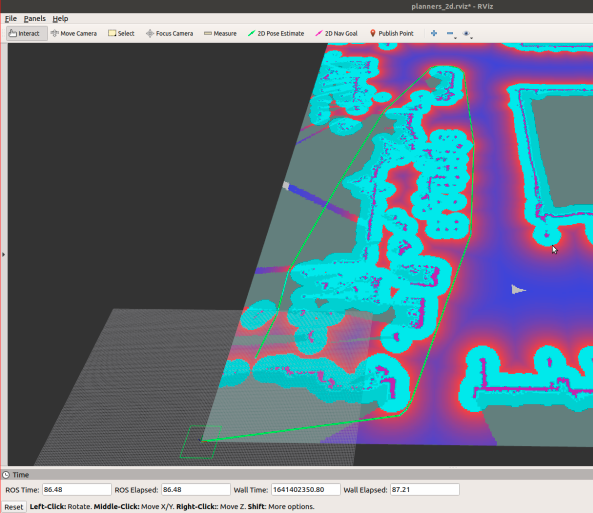 planners_2d.rviz* - RViz
File Panels Help
Interact Move Camera Select Focus Camera Measure 2D Pose Estimate 2D Nav Goal Publish Point
Time
ROS Time: 86.48 ROS Elapsed: 86.48 Wall Time: 1641402350.80 Wall Elapsed: 87.21
Reset Left-Click: Rotate. Middle-Click: Move X/Y. Right-Click:: Move Z. Shift: More options.